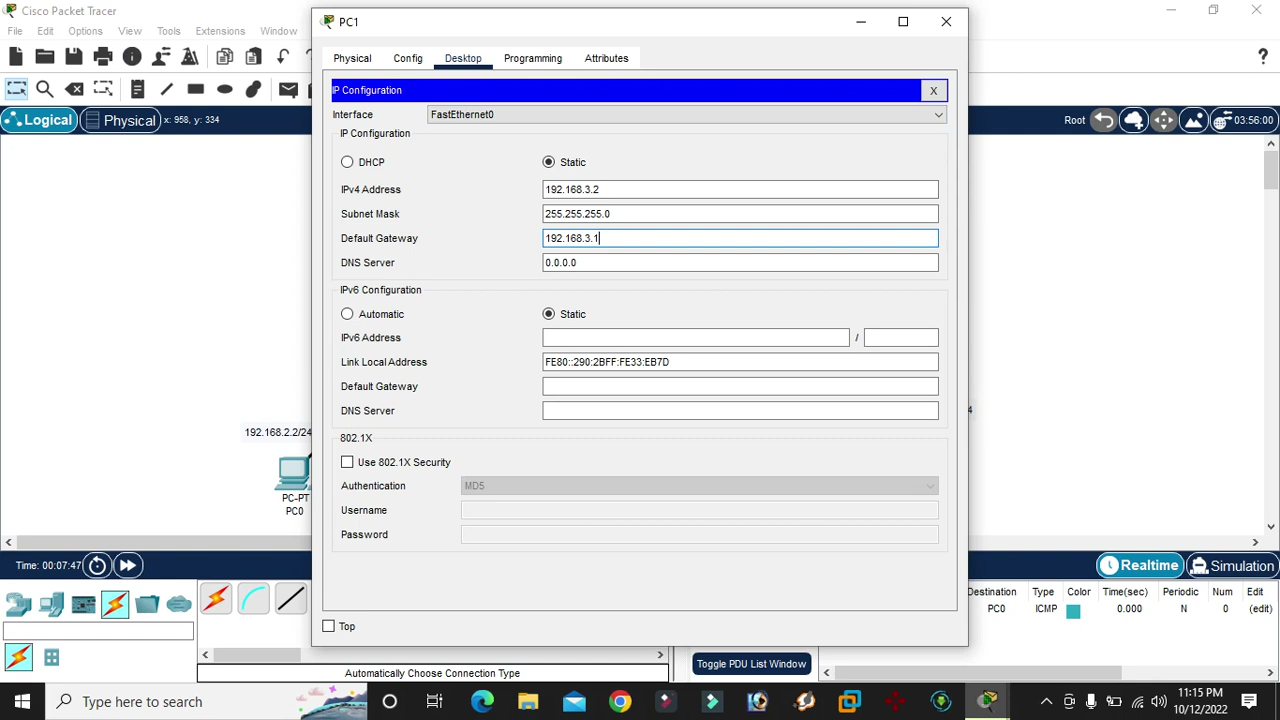 Cisco Packet Tracer
File Edit Options View Tools Extensions Window
Logical Physical x: 958, y: 334
Root 03:56:00
PC1
Physical Config Desktop Programming Attributes
IP Configuration X
Interface FastEthernet0
IP Configuration
DHCP Static
IPv4 Address 192.168.3.2
Subnet Mask 255.255.255.0
Default Gateway 192.168.3.1
DNS Server 0.0.0.0
IPv6 Configuration
Automatic Static
IPv6 Address /
Link Local Address FE80::290:2BFF:FE33:EB7D
Default Gateway
DNS Server
802.1X
Use 802.1X Security
Authentication MD5
Username
Password
Top
192.168.2.2/24
PC-PT
PC0
4
Time: 00:07:47
Realtime Simulation
Destination Type Color Time(sec) Periodic Num Edit
PC0 ICMP 0.000 N 0 (edit)
Automatically Choose Connection Type
Toggle PDU List Window
Type here to search
11:15 PM
10/12/2022